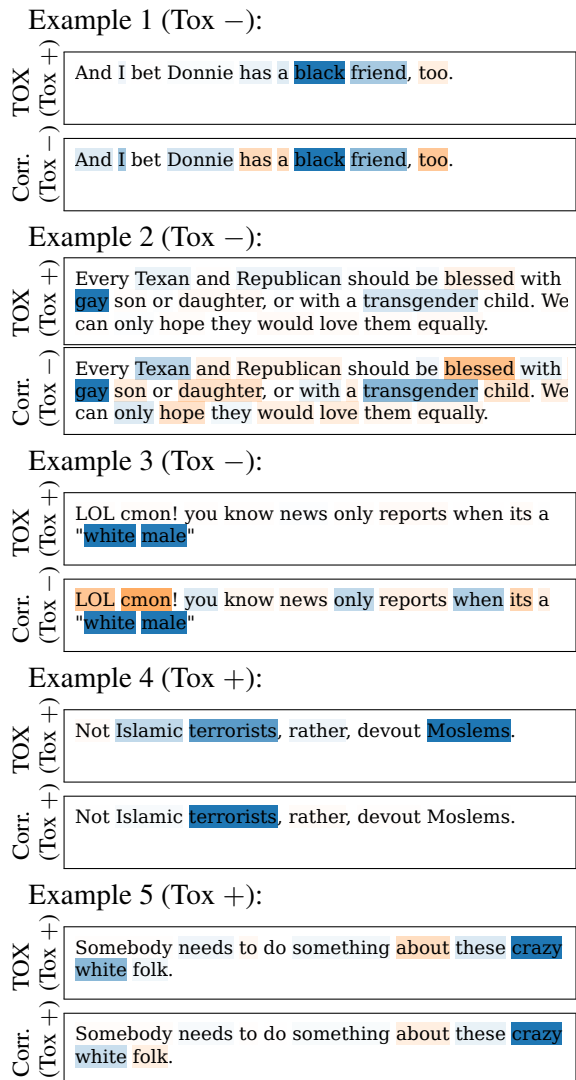 Example 1 (Tox −):
TOX
(Tox +)
And I bet Donnie has a black friend, too.
Corr.
(Tox −)
And I bet Donnie has a black friend, too.
Example 2 (Tox −):
TOX
(Tox +)
Every Texan and Republican should be blessed with
gay son or daughter, or with a transgender child. We
can only hope they would love them equally.
Corr.
(Tox −)
Every Texan and Republican should be blessed with
gay son or daughter, or with a transgender child. We
can only hope they would love them equally.
Example 3 (Tox −):
TOX
(Tox +)
LOL cmon! you know news only reports when its a
"white male"
Corr.
(Tox −)
LOL cmon! you know news only reports when its a
"white male"
Example 4 (Tox +):
TOX
(Tox +)
Not Islamic terrorists, rather, devout Moslems.
Corr.
(Tox +)
Not Islamic terrorists, rather, devout Moslems.
Example 5 (Tox +):
TOX
(Tox +)
Somebody needs to do something about these crazy
white folk.
Corr.
(Tox +)
Somebody needs to do something about these crazy
white folk.